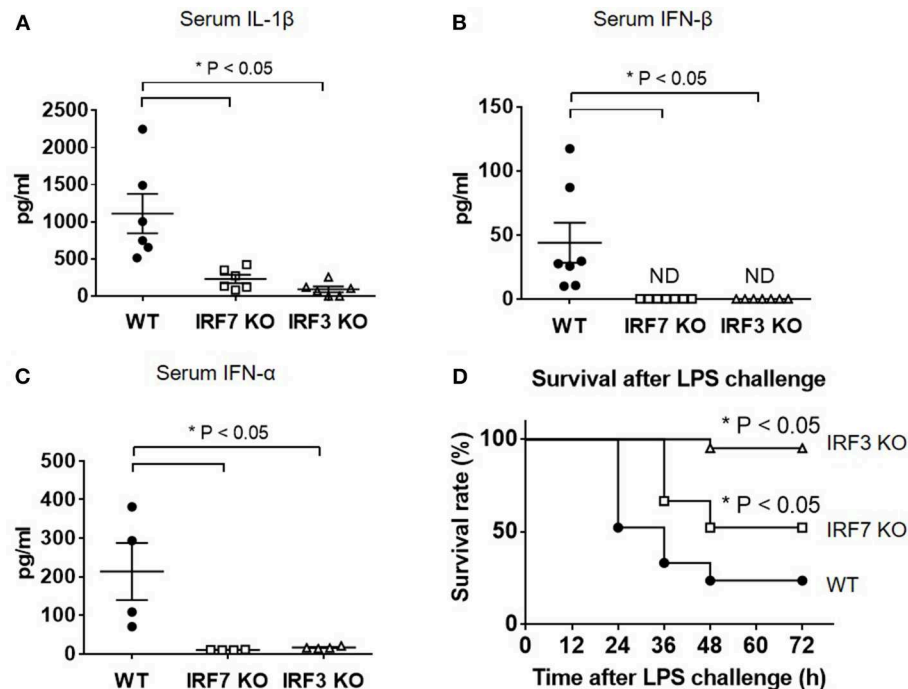 A
Serum IL-1β
* P < 0.05
2500
2000
1500
1000
500
0
pg/ml
WT
IRF7 KO
IRF3 KO
B
Serum IFN-β
* P < 0.05
150
100
50
0
pg/ml
ND
ND
WT
IRF7 KO
IRF3 KO
C
Serum IFN-α
* P < 0.05
500
400
300
200
100
0
pg/ml
WT
IRF7 KO
IRF3 KO
D
Survival after LPS challenge
100
50
0
Survival rate (%)
* P < 0.05
IRF3 KO
* P < 0.05
IRF7 KO
WT
0 12 24 36 48 60 72
Time after LPS challenge (h)